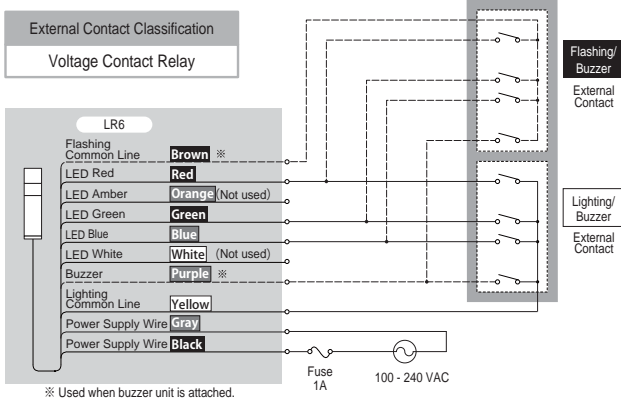 External Contact Classification
Voltage Contact Relay
LR6
Flashing
Common Line Brown ※
LED Red Red
LED Amber Orange (Not used)
LED Green Green
LED Blue Blue
LED White White (Not used)
Buzzer Purple ※
Lighting
Common Line Yellow
Power Supply Wire Gray
Power Supply Wire Black
※ Used when buzzer unit is attached.
Fuse
1A
100 - 240 VAC
Flashing/
Buzzer
External
Contact
Lighting/
Buzzer
External
Contact